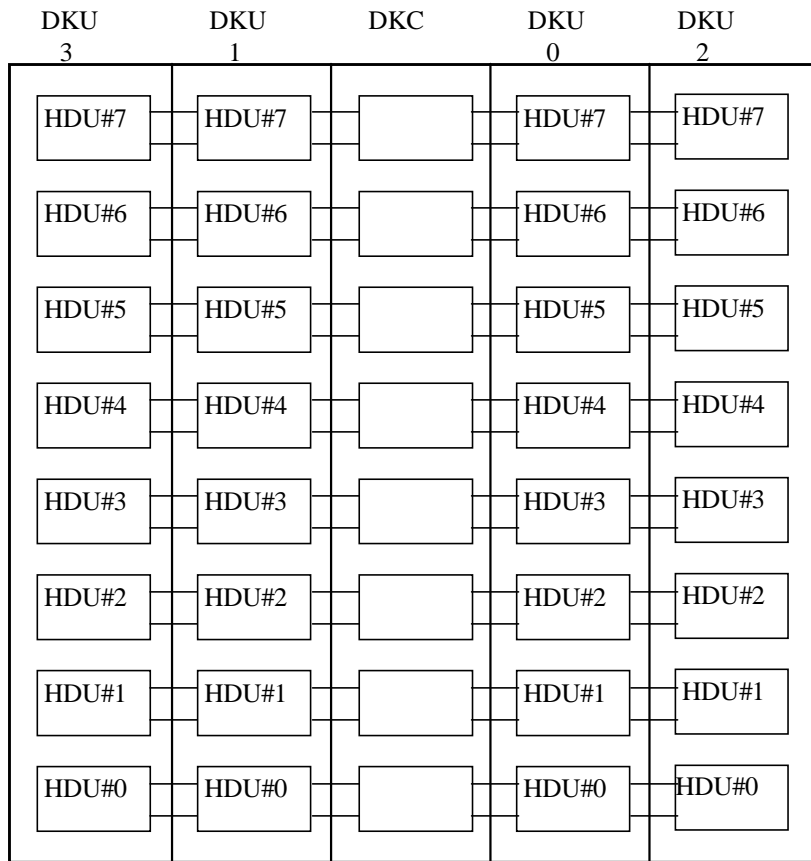 DKU DKU DKC DKU DKU
3 1 0 2
HDU#7 HDU#7 HDU#7 HDU#7
HDU#6 HDU#6 HDU#6 HDU#6
HDU#5 HDU#5 HDU#5 HDU#5
HDU#4 HDU#4 HDU#4 HDU#4
HDU#3 HDU#3 HDU#3 HDU#3
HDU#2 HDU#2 HDU#2 HDU#2
HDU#1 HDU#1 HDU#1 HDU#1
HDU#0 HDU#0 HDU#0 HDU#0